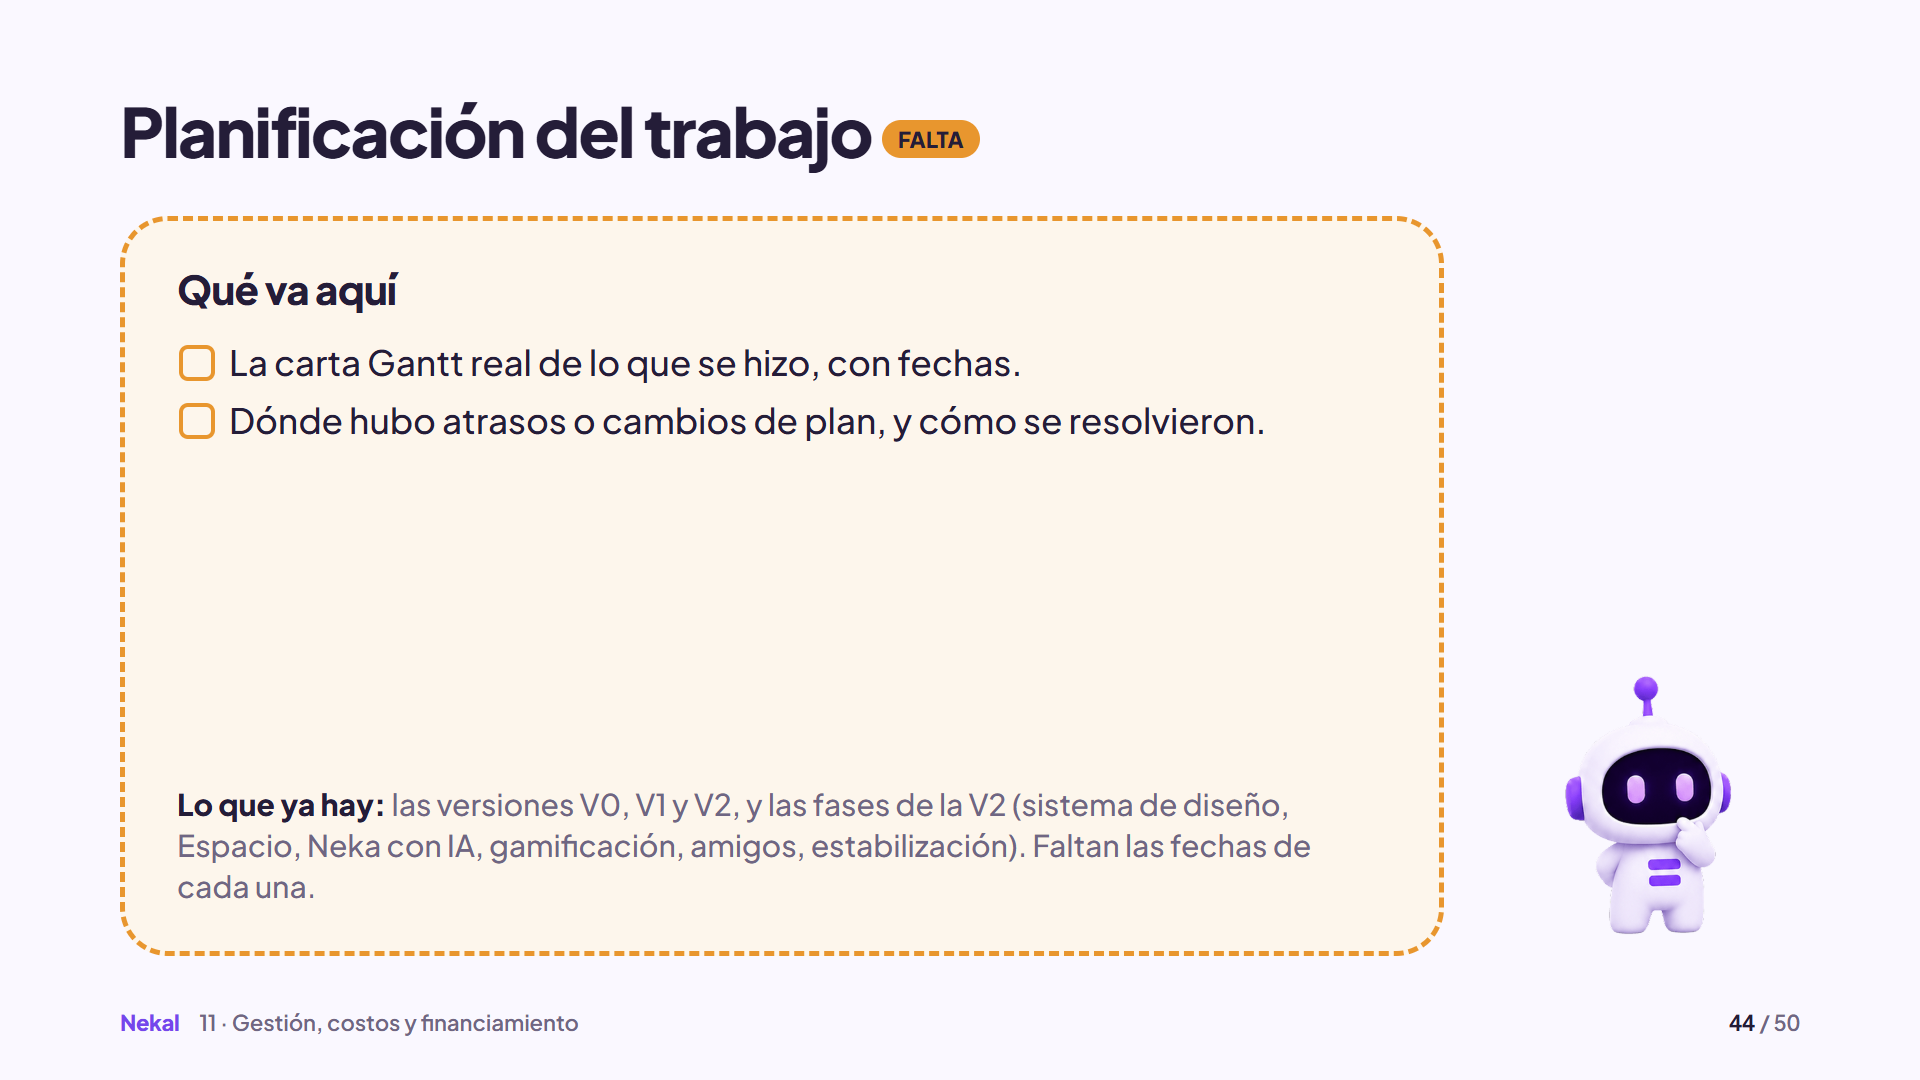 Planificación del trabajo FALTA
Qué va aquí
La carta Gantt real de lo que se hizo, con fechas.
Dónde hubo atrasos o cambios de plan, y cómo se resolvieron.
Lo que ya hay: las versiones V0, V1 y V2, y las fases de la V2 (sistema de diseño,
Espacio, Neka con IA, gamificación, amigos, estabilización). Faltan las fechas de
cada una.
Nekal 11 · Gestión, costos y financiamiento
44 / 50